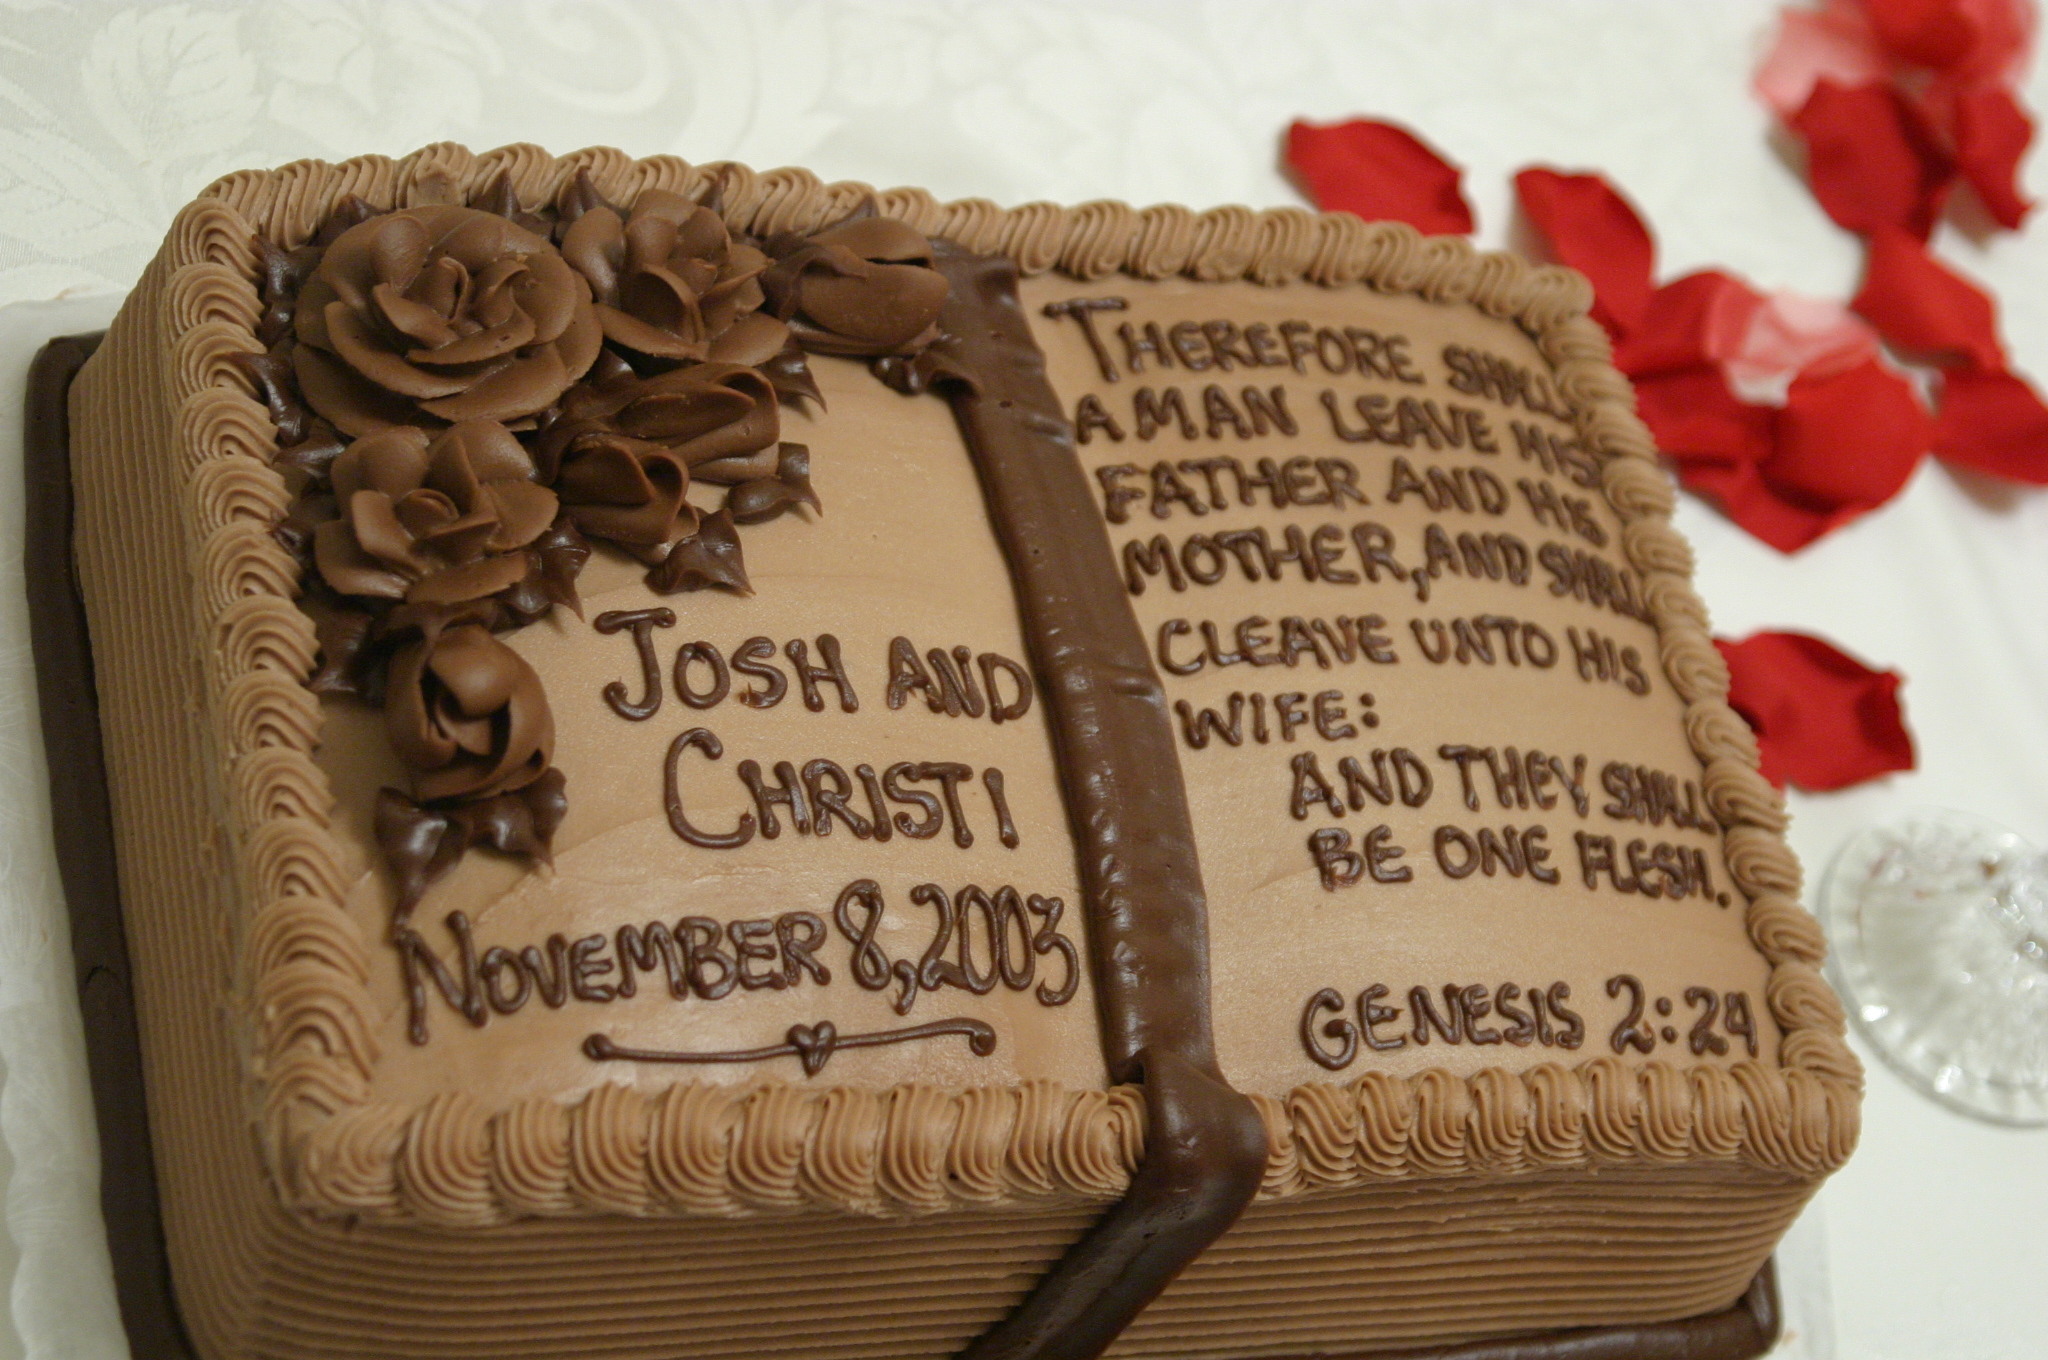 JOSH AND
CHRISTI
NOVEMBER 8, 2003
THEREFORE SHALL
A MAN LEAVE HIS
FATHER AND HIS
MOTHER, AND SHALL
CLEAVE UNTO HIS
WIFE:
AND THEY SHALL
BE ONE FLESH.
GENESIS 2:24